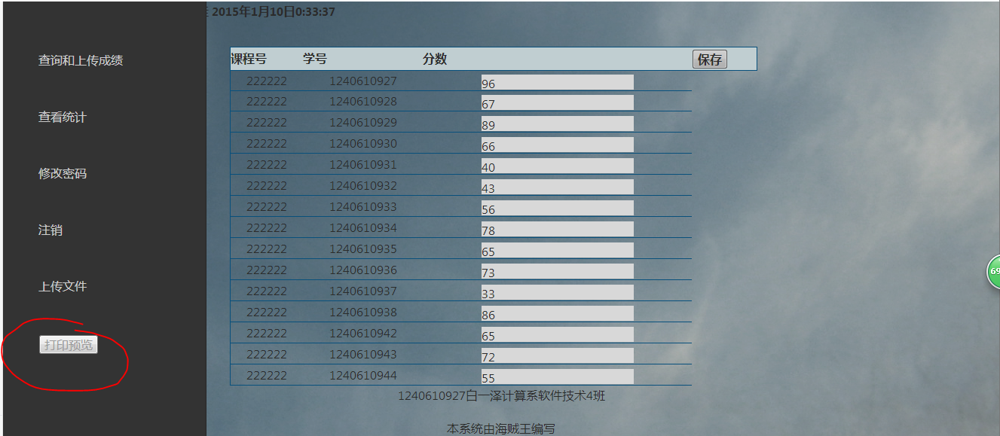 2015年1月10日0:33:37
查询和上传成绩
查看统计
修改密码
注销
上传文件
打印预览
课程号 学号 分数 保存
222222 1240610927 96
222222 1240610928 67
222222 1240610929 89
222222 1240610930 66
222222 1240610931 40
222222 1240610932 43
222222 1240610933 56
222222 1240610934 78
222222 1240610935 65
222222 1240610936 73
222222 1240610937 33
222222 1240610938 86
222222 1240610942 65
222222 1240610943 72
222222 1240610944 55
1240610927白一泽计算系软件技术4班
本系统由海贼王编写
69